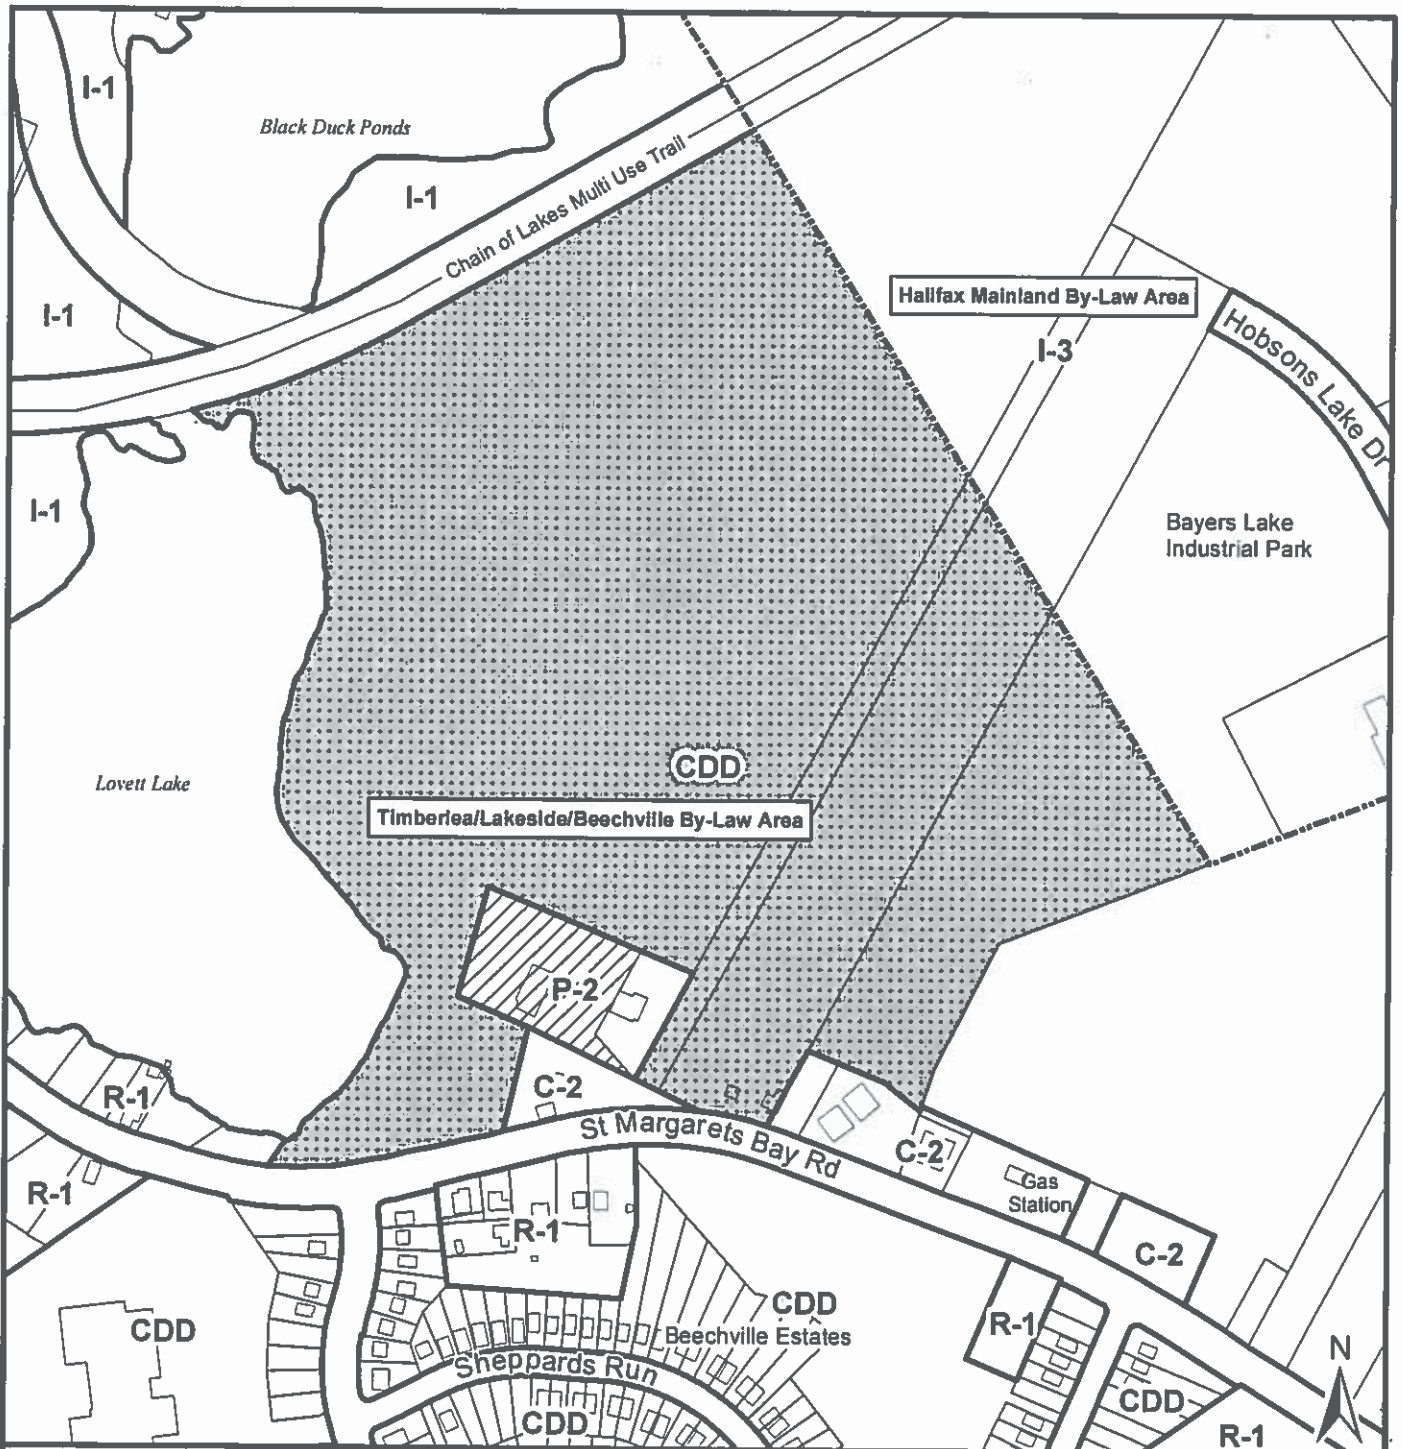 I-1
Black Duck Ponds
I-1
Chain of Lakes Multi Use Trail
Halifax Mainland By-Law Area
I-1
I-3
Hobsons Lake Dr
I-1
Bayers Lake
Industrial Park
CDD
Lovett Lake
Timberlea/Lakeside/Beechville By-Law Area
P-2
C-2
R-1
St Margarets Bay Rd
C-2
R-1
Gas
Station
R-1
C-2
CDD
R-1
CDD
Beechville Estates
N
Sheppards Run
CDD
CDD
R-1